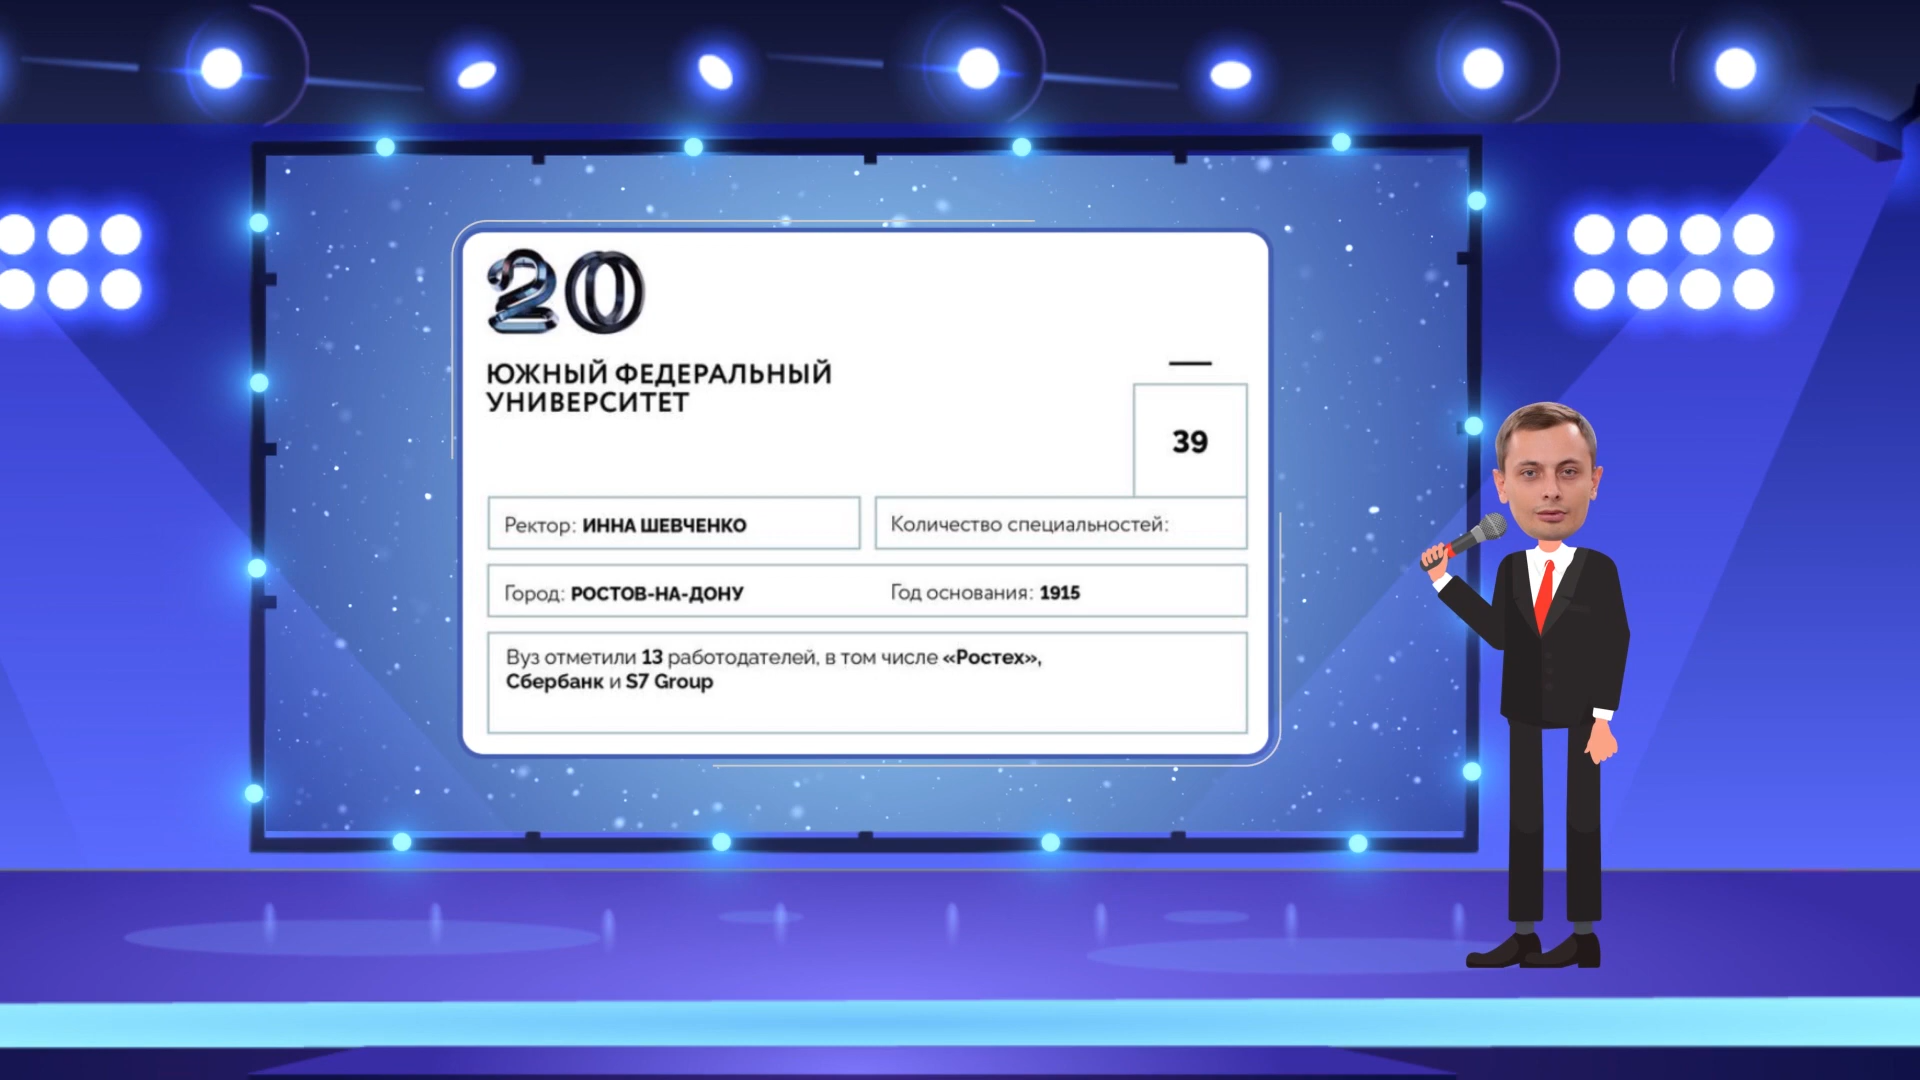 20
ЮЖНЫЙ ФЕДЕРАЛЬНЫЙ
УНИВЕРСИТЕТ
39
Ректор: ИННА ШЕВЧЕНКО
Количество специальностей:
Город: РОСТОВ-НА-ДОНУ
Год основания: 1915
Вуз отметили 13 работодателей, в том числе «Ростех»,
Сбербанк и S7 Group